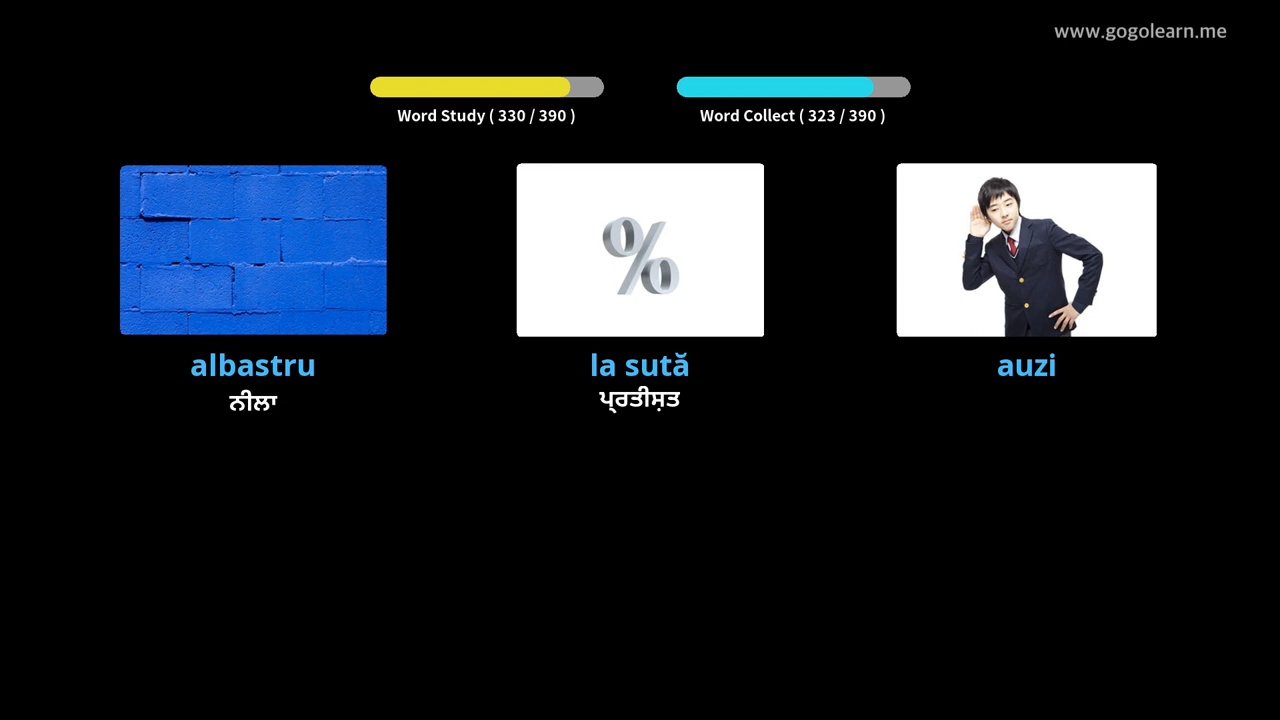 www.gogolearn.me
Word Study ( 330 / 390 )
Word Collect ( 323 / 390 )
albastru
ਨੀਲਾ
la sută
ਪ੍ਰਤੀਸ਼ਤ
auzi
%